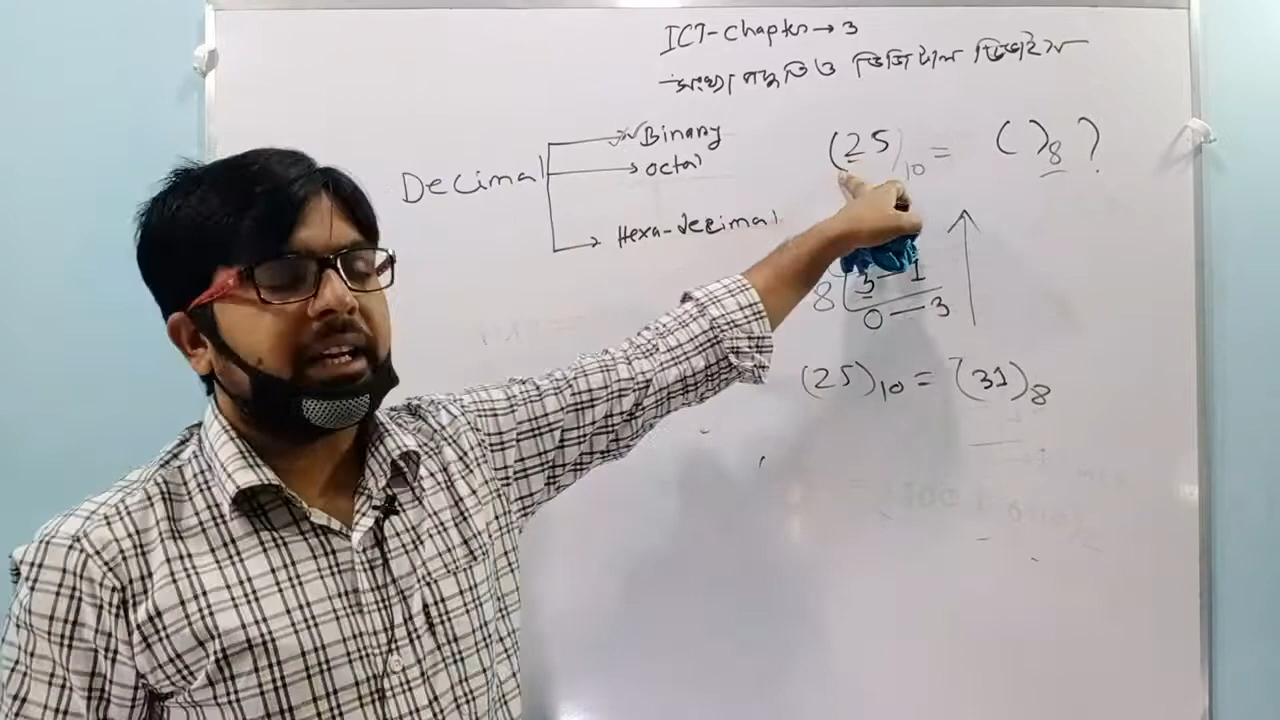 ICT-Chapter → 3
সংখ্যা পদ্ধতি ও ডিজিটাল ডিভাইস
Decimal
Binary
Octal
Hexa-decimal
(25)10 = ( )8 ?
8 3 — 1
0 — 3
(25)10 = (31)8